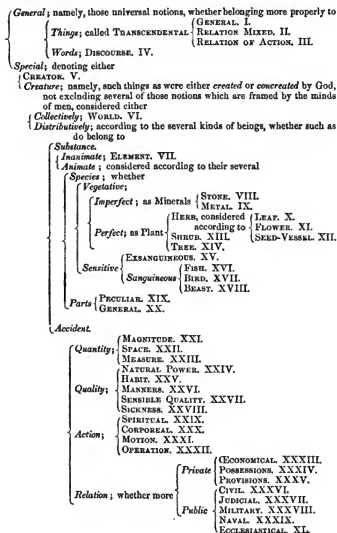 General; namely, those universal notions, whether belonging more properly to
GENERAL. I.
Things; called TRANSCENDENTAL
RELATION MIXED. II.
RELATION OF ACTION. III.
Words; DISCOURSE. IV.
Special; denoting either
CREATOR. V.
Creature; namely, such things as were either created or concreated by God,
not excluding several of those notions which are framed by the minds
of men, considered either
Collectively; WORLD. VI.
Distributively; according to the several kinds of beings, whether such as
do belong to
Substance.
Inanimate; ELEMENT. VII.
Animate; considered according to their several
Species; whether
Vegetative;
Imperfect; as Minerals
STONE. VIII.
METAL. IX.
Perfect; as Plant
HERB, considered
according to
LEAF. X.
FLOWER. XI.
SEED-VESSEL. XII.
SHRUB. XIII.
TREE. XIV.
Sensitive
EXSANGUINEOUS. XV.
Sanguineous
FISH. XVI.
BIRD. XVII.
BEAST. XVIII.
Parts
PECULIAR. XIX.
GENERAL. XX.
Accident.
Quantity;
MAGNITUDE. XXI.
SPACE. XXII.
MEASURE. XXIII.
Quality;
NATURAL POWER. XXIV.
HABIT. XXV.
MANNERS. XXVI.
SENSIBLE QUALITY. XXVII.
SICKNESS. XXVIII.
Action;
SPIRITUAL. XXIX.
CORPOREAL. XXX.
MOTION. XXXI.
OPERATION. XXXII.
Relation; whether more
Private
ŒCONOMICAL. XXXIII.
POSSESSIONS. XXXIV.
PROVISIONS. XXXV.
Public
CIVIL. XXXVI.
JUDICIAL. XXXVII.
MILITARY. XXXVIII.
NAVAL. XXXIX.
ECCLESIASTICAL. XL.